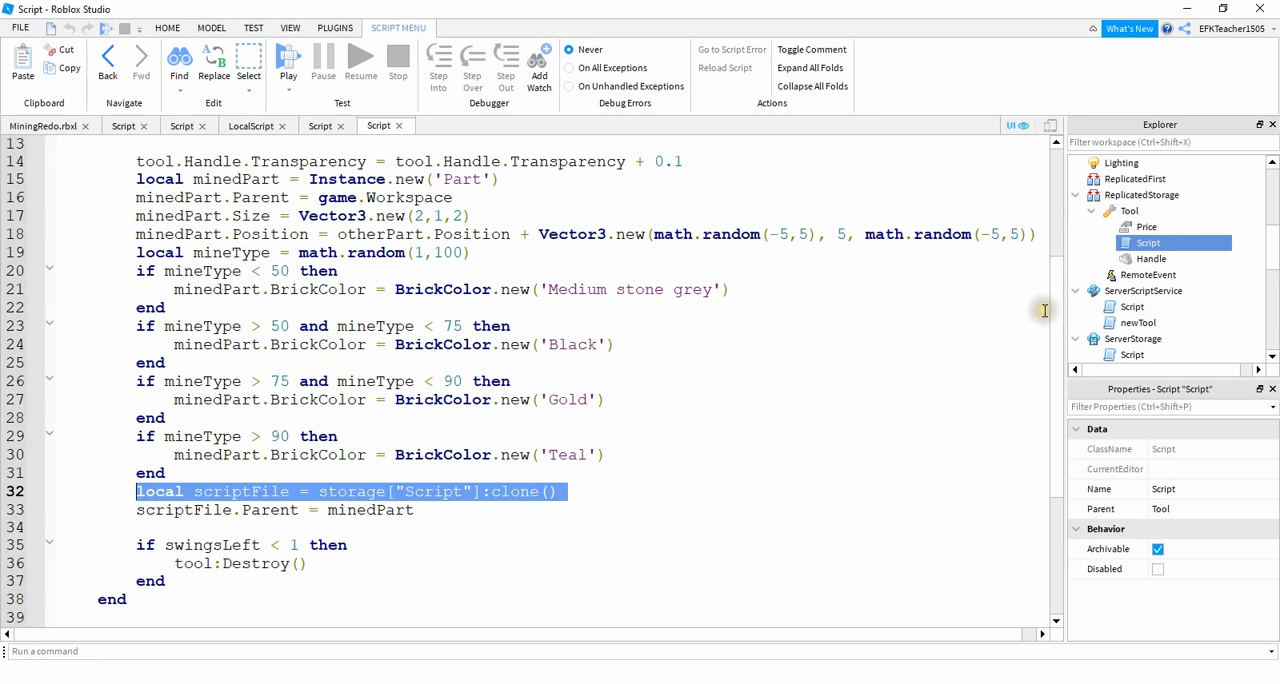 Script - Roblox Studio
FILE HOME MODEL TEST VIEW PLUGINS SCRIPT MENU What's New EFKTeacher1505
Paste Cut Copy Back Fwd Find Replace Select Play Pause Resume Stop Step Into Step Over Step Out Add Watch
Never
On All Exceptions
On Unhandled Exceptions
Go to Script Error
Reload Script
Toggle Comment
Expand All Folds
Collapse All Folds
Clipboard Navigate Edit Test Debugger Debug Errors Actions
MiningRedo.rbxl Script Script LocalScript Script Script UI
13
14 tool.Handle.Transparency = tool.Handle.Transparency + 0.1
15 local minedPart = Instance.new('Part')
16 minedPart.Parent = game.Workspace
17 minedPart.Size = Vector3.new(2,1,2)
18 minedPart.Position = otherPart.Position + Vector3.new(math.random(-5,5), 5, math.random(-5,5))
19 local mineType = math.random(1,100)
20 if mineType < 50 then
21 minedPart.BrickColor = BrickColor.new('Medium stone grey')
22 end
23 if mineType > 50 and mineType < 75 then
24 minedPart.BrickColor = BrickColor.new('Black')
25 end
26 if mineType > 75 and mineType < 90 then
27 minedPart.BrickColor = BrickColor.new('Gold')
28 end
29 if mineType > 90 then
30 minedPart.BrickColor = BrickColor.new('Teal')
31 end
32 local scriptFile = storage["Script"]:clone()
33 scriptFile.Parent = minedPart
34
35 if swingsLeft < 1 then
36 tool:Destroy()
37 end
38 end
39
Run a command
Explorer
Filter workspace (Ctrl+Shift+X)
Lighting
ReplicatedFirst
ReplicatedStorage
Tool
Price
Script
Handle
RemoteEvent
ServerScriptService
Script
newTool
ServerStorage
Script
Properties - Script "Script"
Filter Properties (Ctrl+Shift+P)
Data
ClassName Script
CurrentEditor
Name Script
Parent Tool
Behavior
Archivable
Disabled